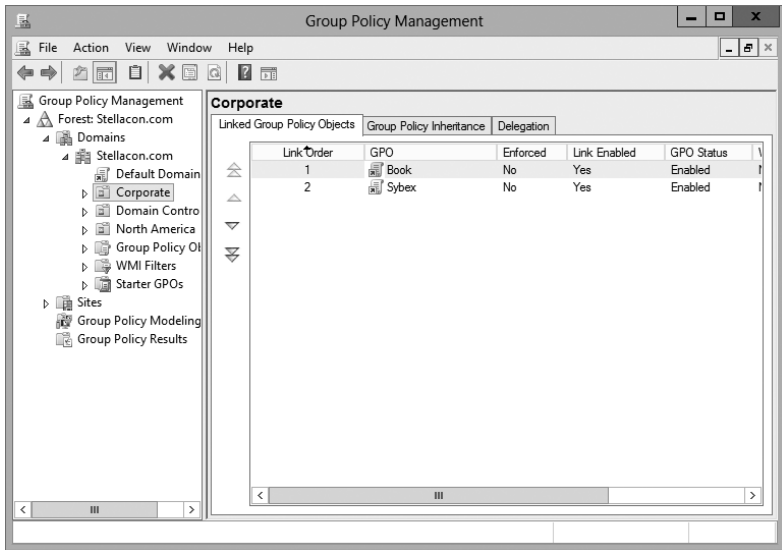 Group Policy Management
File Action View Window Help
Group Policy Management
Forest: Stellacon.com
Domains
Stellacon.com
Default Domain
Corporate
Domain Contro
North America
Group Policy Ob
WMI Filters
Starter GPOs
Sites
Group Policy Modeling
Group Policy Results
Corporate
Linked Group Policy Objects Group Policy Inheritance Delegation
Link Order GPO Enforced Link Enabled GPO Status
1 Book No Yes Enabled
2 Sybex No Yes Enabled